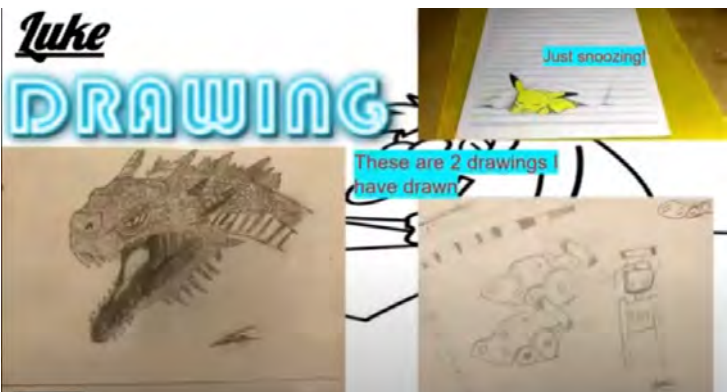 Luke
DRAWING
Just snoozing!
These are 2 drawings I
have drawn